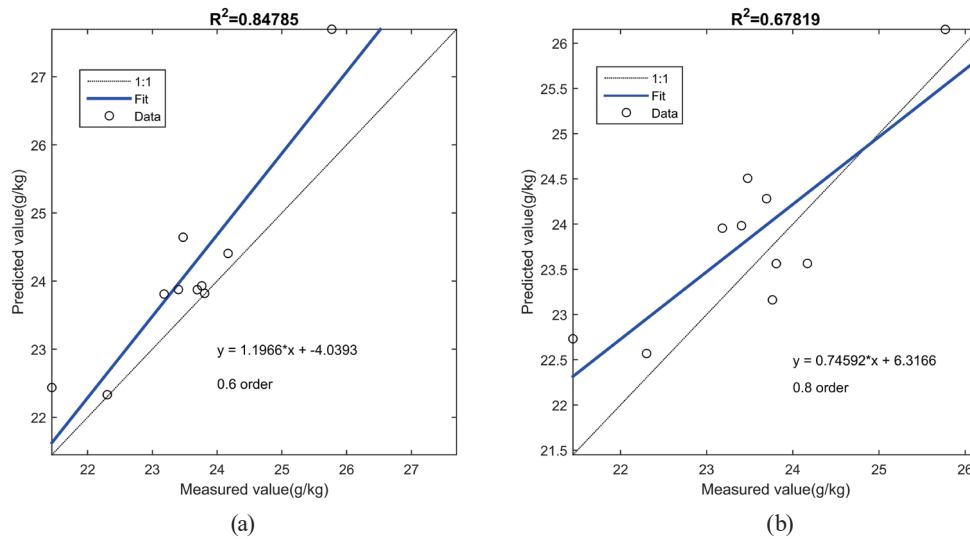 R²=0.84785
1:1
Fit
Data
Predicted value(g/kg)
27
26
25
24
23
22
y = 1.1966*x + -4.0393
0.6 order
22
23
24
25
26
27
Measured value(g/kg)
(a)
R²=0.67819
1:1
Fit
Data
Predicted value(g/kg)
26
25.5
25
24.5
24
23.5
23
22.5
22
21.5
y = 0.74592*x + 6.3166
0.8 order
22
23
24
25
26
Measured value(g/kg)
(b)